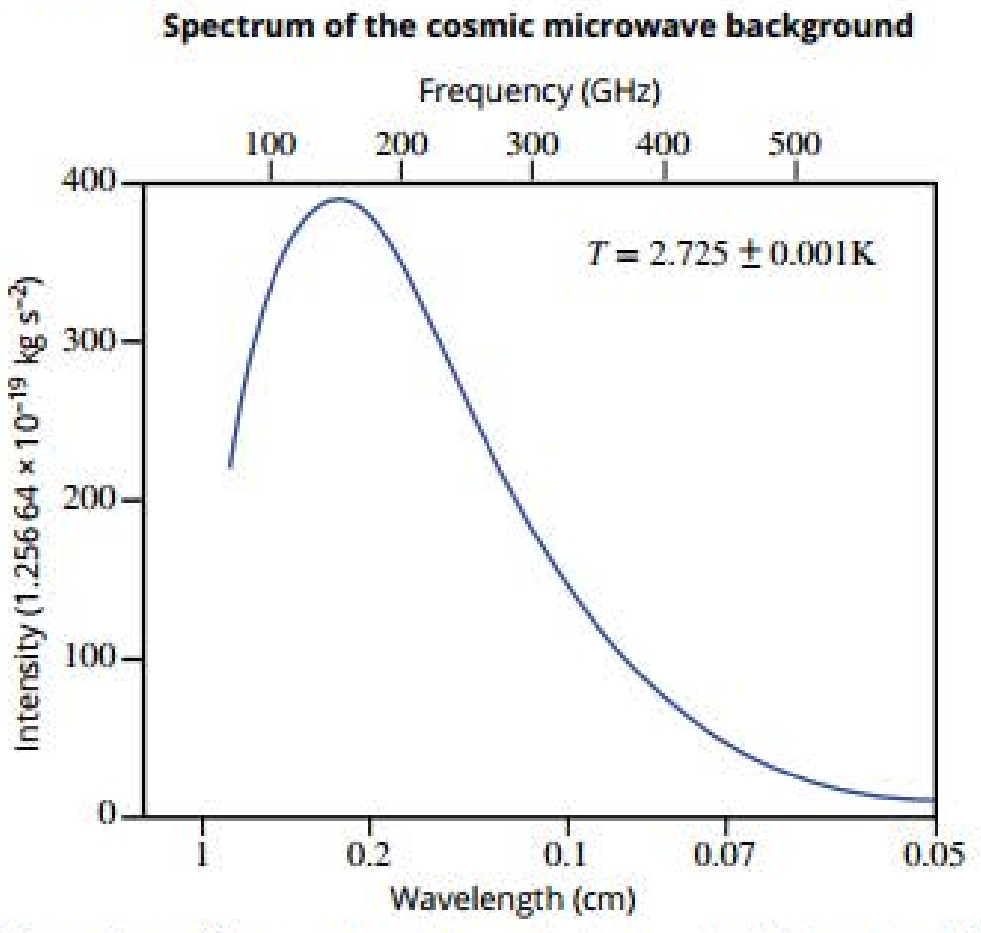 Spectrum of the cosmic microwave background
Frequency (GHz)
100 200 300 400 500
400
T = 2.725 ± 0.001K
300
200
100
0
Intensity (1.256 64 × 10⁻¹⁹ kg s⁻²)
1 0.2 0.1 0.07 0.05
Wavelength (cm)